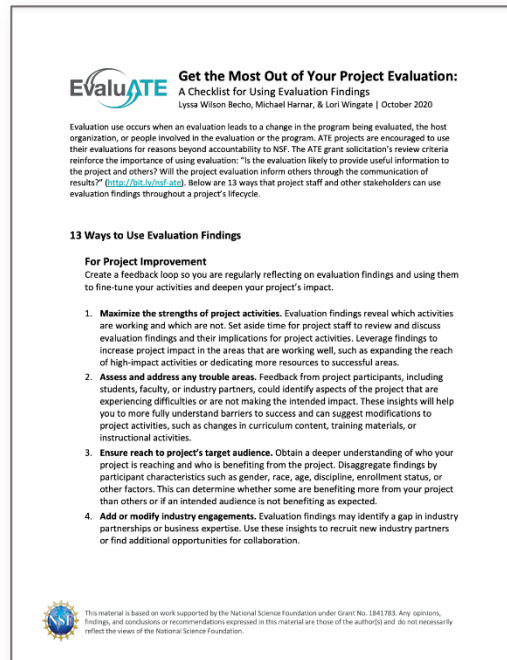 EvaluATE
Get the Most Out of Your Project Evaluation:
A Checklist for Using Evaluation Findings
Lyssa Wilson Becho, Michael Harnar, & Lori Wingate | October 2020
Evaluation use occurs when an evaluation leads to a change in the program being evaluated, the host
organization, or people involved in the evaluation or the program. ATE projects are encouraged to use
their evaluations for reasons beyond accountability to NSF. The ATE grant solicitation's review criteria
reinforce the importance of using evaluation: "Is the evaluation likely to provide useful information to
the project and others? Will the project evaluation inform others through the communication of
results?" (http://bit.ly/nsf-ate). Below are 13 ways that project staff and other stakeholders can use
evaluation findings throughout a project's lifecycle.
13 Ways to Use Evaluation Findings
For Project Improvement
Create a feedback loop so you are regularly reflecting on evaluation findings and using them
to fine-tune your activities and deepen your project's impact.
1. Maximize the strengths of project activities. Evaluation findings reveal which activities
are working and which are not. Set aside time for project staff to review and discuss
evaluation findings and their implications for project activities. Leverage findings to
increase project impact in the areas that are working well, such as expanding the reach
of high-impact activities or dedicating more resources to successful areas.
2. Assess and address any trouble areas. Feedback from project participants, including
students, faculty, or industry partners, could identify aspects of the project that are
experiencing difficulties or are not making the intended impact. These insights will help
you to more fully understand barriers to success and can suggest modifications to
project activities, such as changes in curriculum content, training materials, or
instructional activities.
3. Ensure reach to project's target audience. Obtain a deeper understanding of who your
project is reaching and who is benefiting from the project. Disaggregate findings by
participant characteristics such as gender, race, age, discipline, enrollment status, or
other factors. This can determine whether some are benefiting more from your project
than others or if an intended audience is not benefiting as expected.
4. Add or modify industry engagements. Evaluation findings may identify a gap in industry
partnerships or business expertise. Use these insights to recruit new industry partners
or find additional opportunities for collaboration.
NSF
This material is based on work supported by the National Science Foundation under Grant No. 1841783. Any opinions,
findings, and conclusions or recommendations expressed in this material are those of the author(s) and do not necessarily
reflect the views of the National Science Foundation.